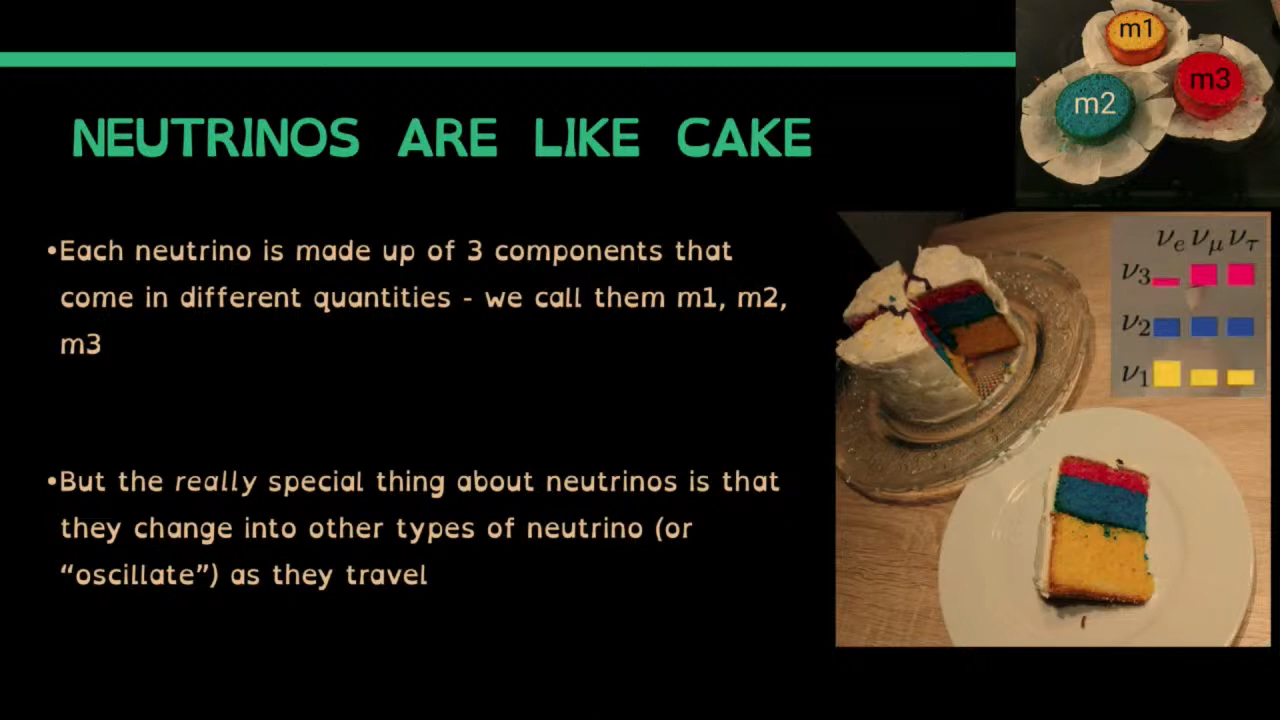 m1
m3
m2
NEUTRINOS ARE LIKE CAKE
•Each neutrino is made up of 3 components that
come in different quantities - we call them m1, m2,
m3
•But the really special thing about neutrinos is that
they change into other types of neutrino (or
“oscillate”) as they travel
νe νμ ντ
ν3
ν2
ν1